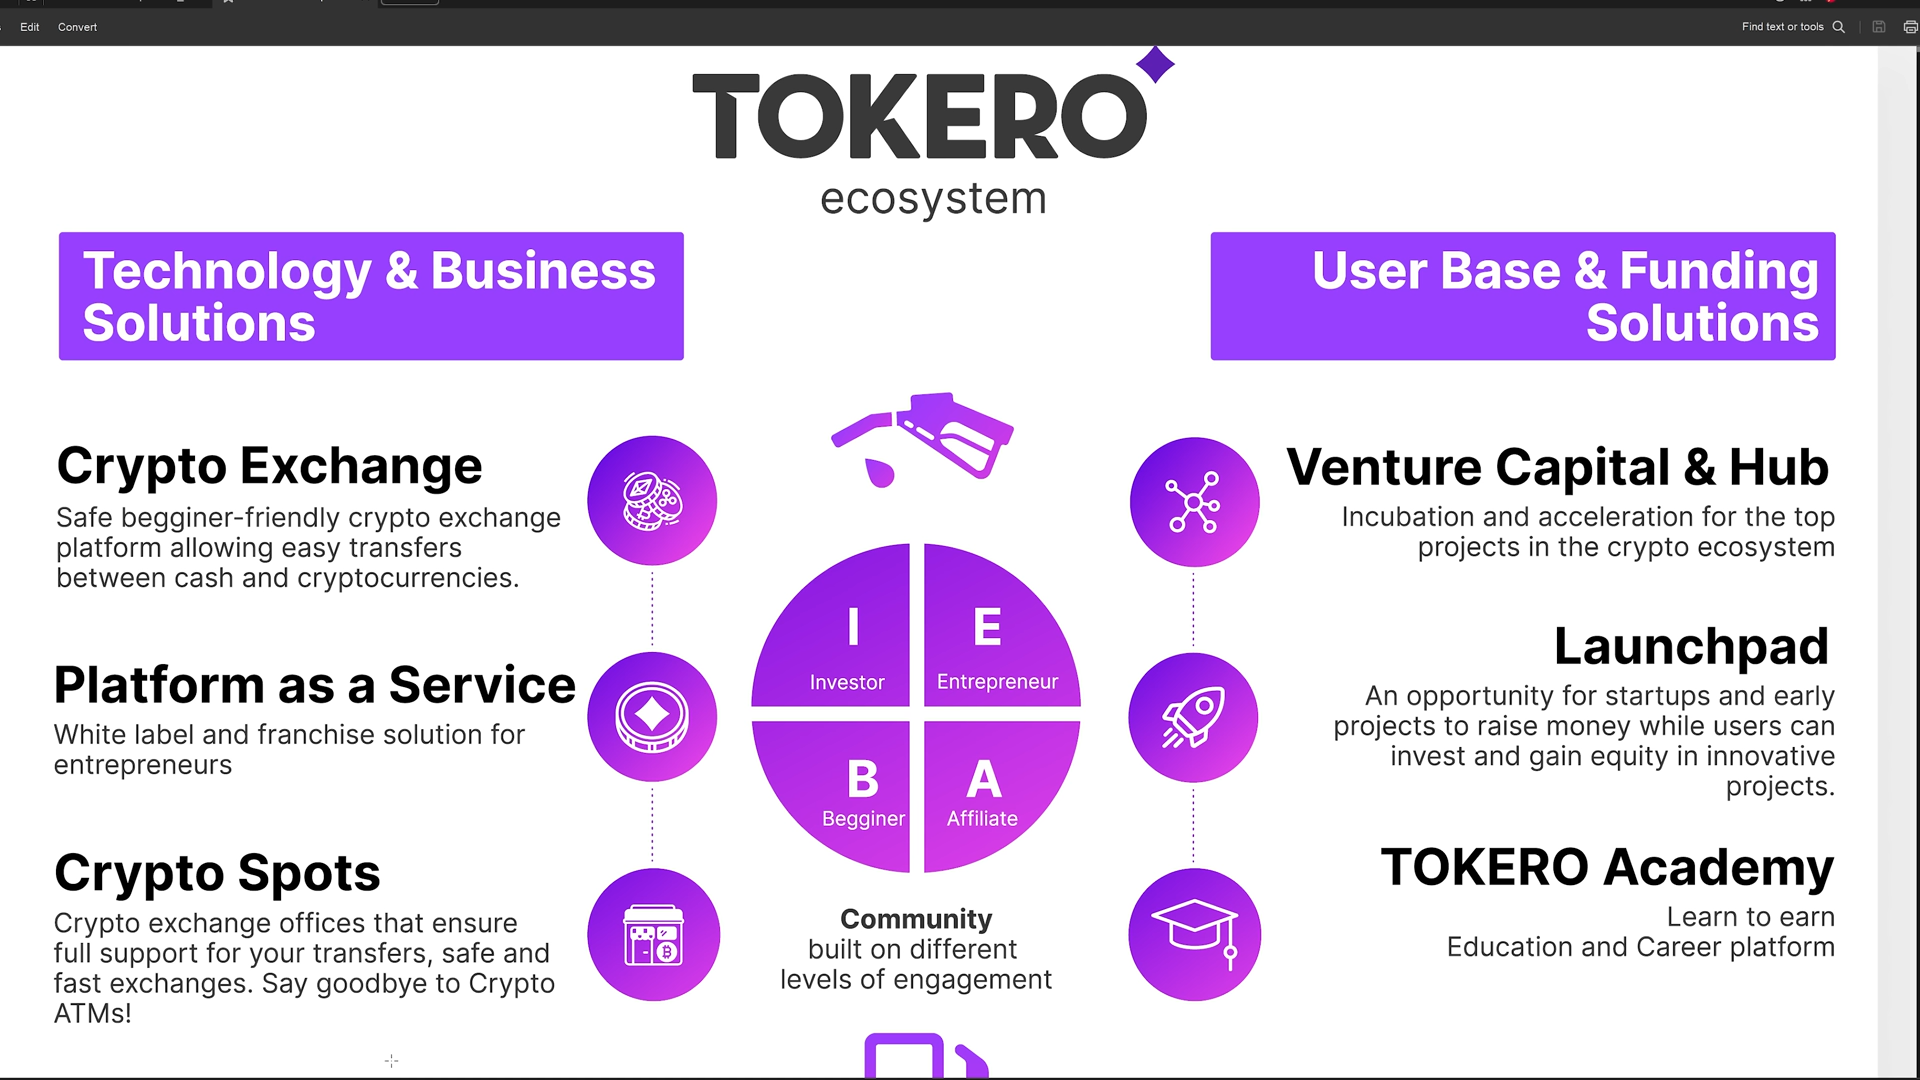 Edit Convert
Find text or tools
TOKERO
ecosystem
Technology & Business
Solutions
User Base & Funding
Solutions
Crypto Exchange
Safe begginer-friendly crypto exchange
platform allowing easy transfers
between cash and cryptocurrencies.
Platform as a Service
White label and franchise solution for
entrepreneurs
Crypto Spots
Crypto exchange offices that ensure
full support for your transfers, safe and
fast exchanges. Say goodbye to Crypto
ATMs!
I
Investor
E
Entrepreneur
B
Begginer
A
Affiliate
Community
built on different
levels of engagement
Venture Capital & Hub
Incubation and acceleration for the top
projects in the crypto ecosystem
Launchpad
An opportunity for startups and early
projects to raise money while users can
invest and gain equity in innovative
projects.
TOKERO Academy
Learn to earn
Education and Career platform